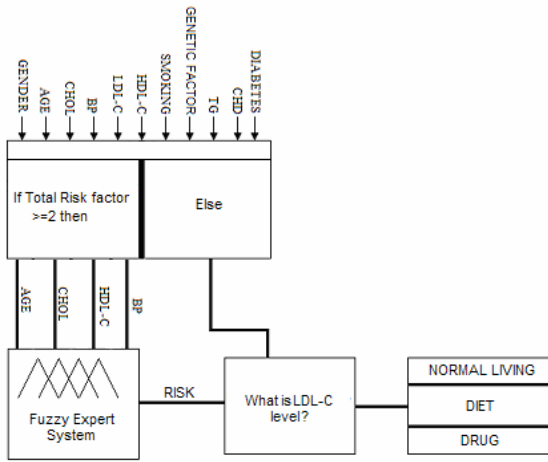 GENDER
AGE
CHOL
BP
LDL-C
HDL-C
SMOKING
GENETIC FACTOR
TG
CHD
DIABETES
If Total Risk factor
>=2 then
Else
AGE
CHOL
HDL-C
BP
Fuzzy Expert
System
RISK
What is LDL-C
level?
NORMAL LIVING
DIET
DRUG